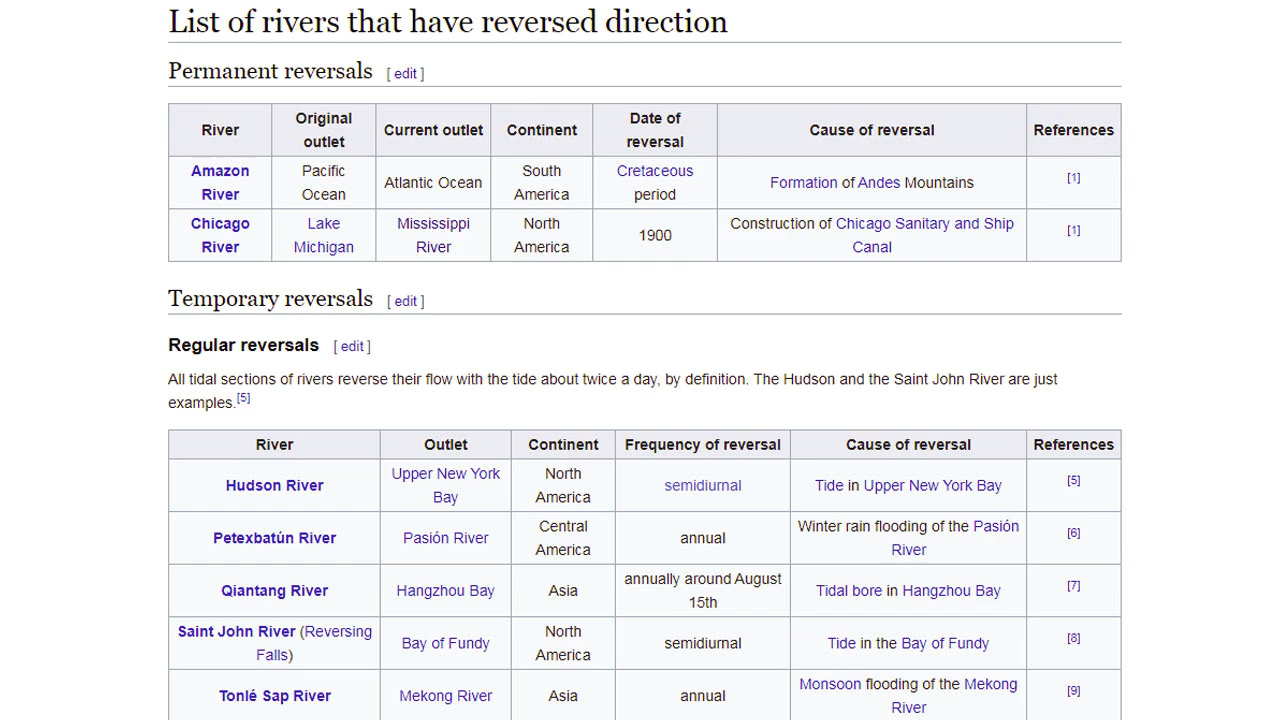 List of rivers that have reversed direction
Permanent reversals [ edit ]
River Original outlet Current outlet Continent Date of reversal Cause of reversal References
Amazon River Pacific Ocean Atlantic Ocean South America Cretaceous period Formation of Andes Mountains [1]
Chicago River Lake Michigan Mississippi River North America 1900 Construction of Chicago Sanitary and Ship Canal [1]
Temporary reversals [ edit ]
Regular reversals [ edit ]
All tidal sections of rivers reverse their flow with the tide about twice a day, by definition. The Hudson and the Saint John River are just
examples.[5]
River Outlet Continent Frequency of reversal Cause of reversal References
Hudson River Upper New York Bay North America semidiurnal Tide in Upper New York Bay [5]
Petexbatún River Pasión River Central America annual Winter rain flooding of the Pasión River [6]
Qiantang River Hangzhou Bay Asia annually around August 15th Tidal bore in Hangzhou Bay [7]
Saint John River (Reversing Falls) Bay of Fundy North America semidiurnal Tide in the Bay of Fundy [8]
Tonlé Sap River Mekong River Asia annual Monsoon flooding of the Mekong River [9]